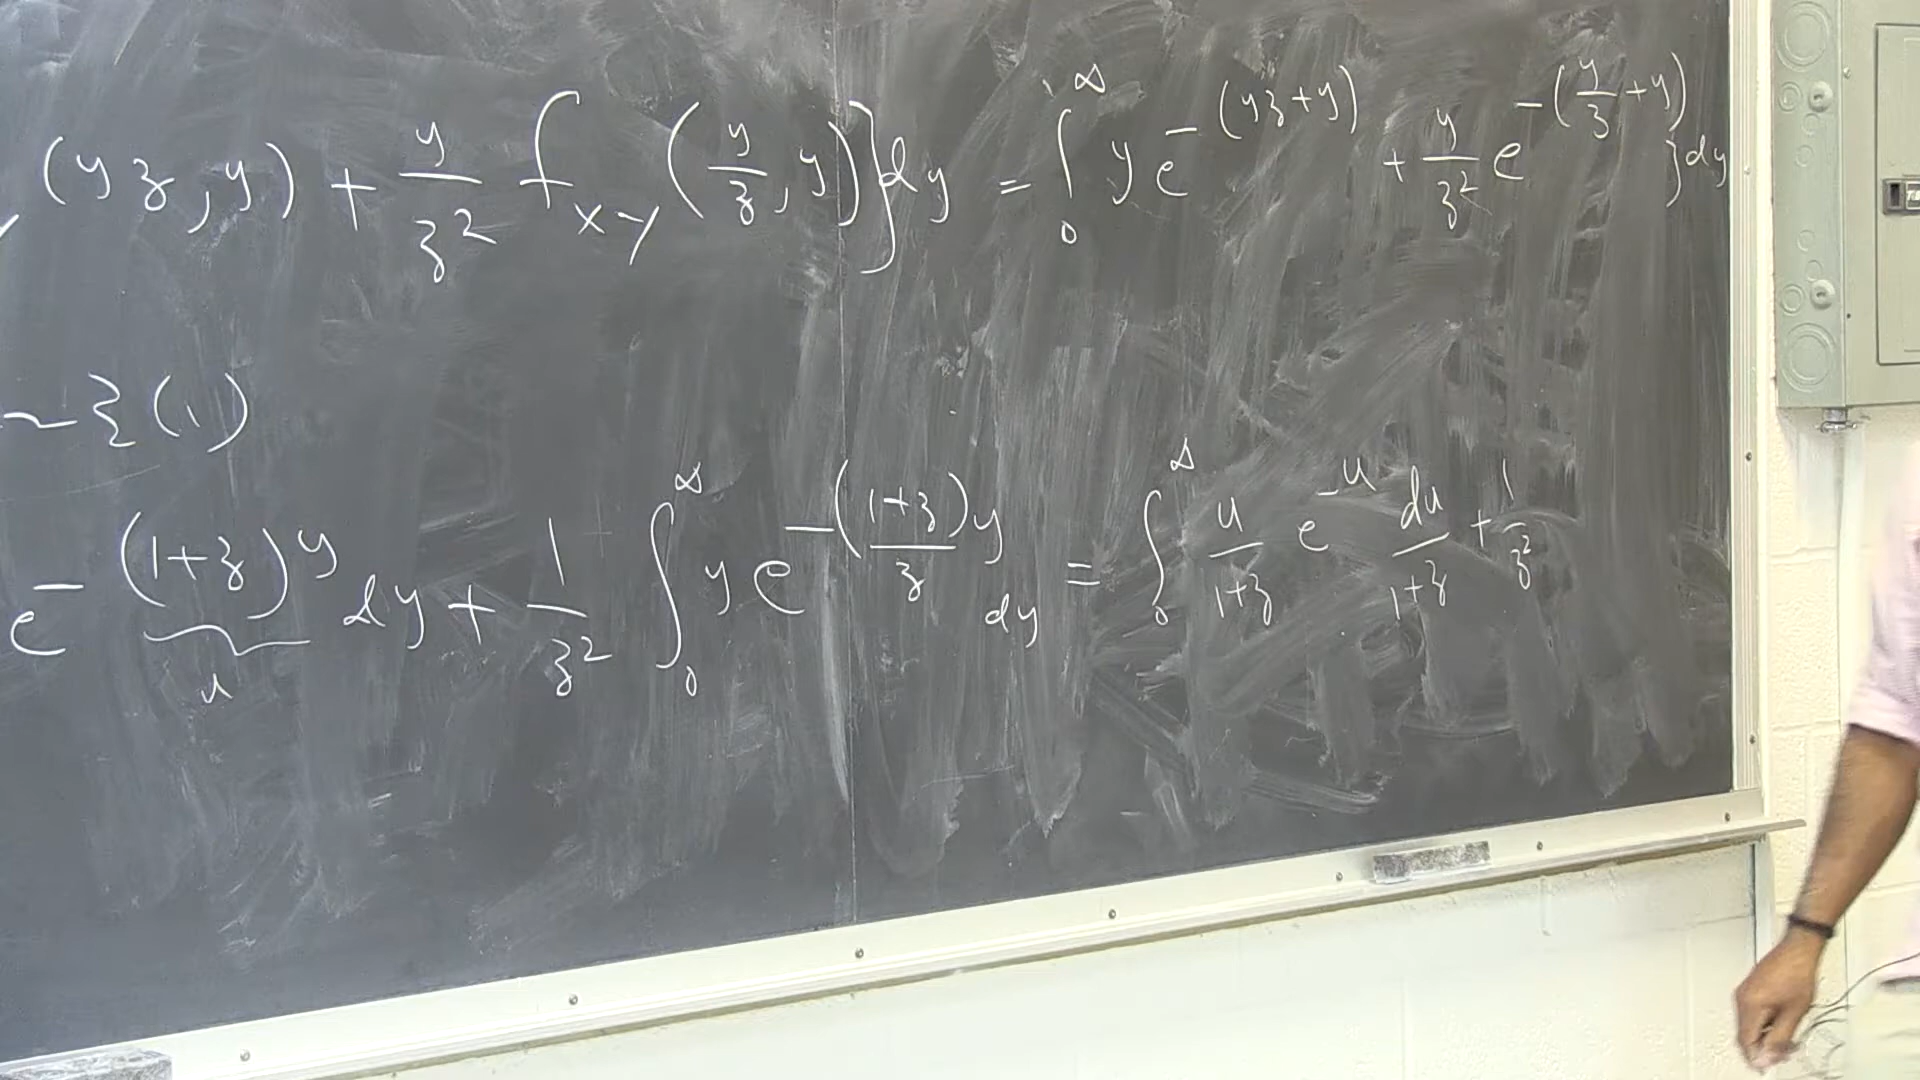 (yz, y) + y/z² f_XY (y/z, y)} dy = ∫₀^∞ y e^{-(yz+y)} + y/z² e^{-(y/z + y)} } dy
~ ξ(1)
e^{-(1+z)y} dy + 1/z² ∫₀^∞ y e^{-((1+z)/z) y} dy = ∫₀^∞ u/(1+z) e^{-u} du/(1+z) + 1/z²
u